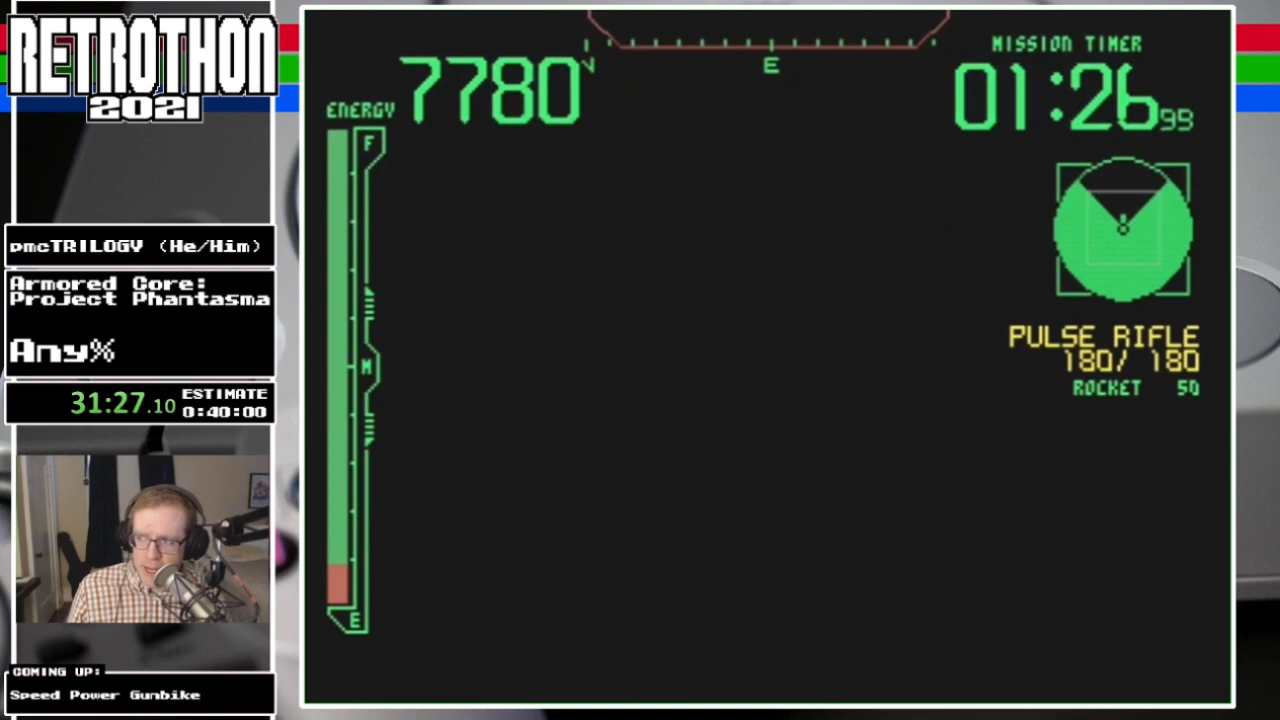 RETROTHON
2021
pmcTRILOGY (He/Him)
Armored Core:
Project Phantasma
Any%
31:27.10
ESTIMATE
0:40:00
COMING UP:
Speed Power Gunbike
ENERGY
7780
F
M
E
E
MISSION TIMER
01:26 99
PULSE RIFLE
180/ 180
ROCKET 50